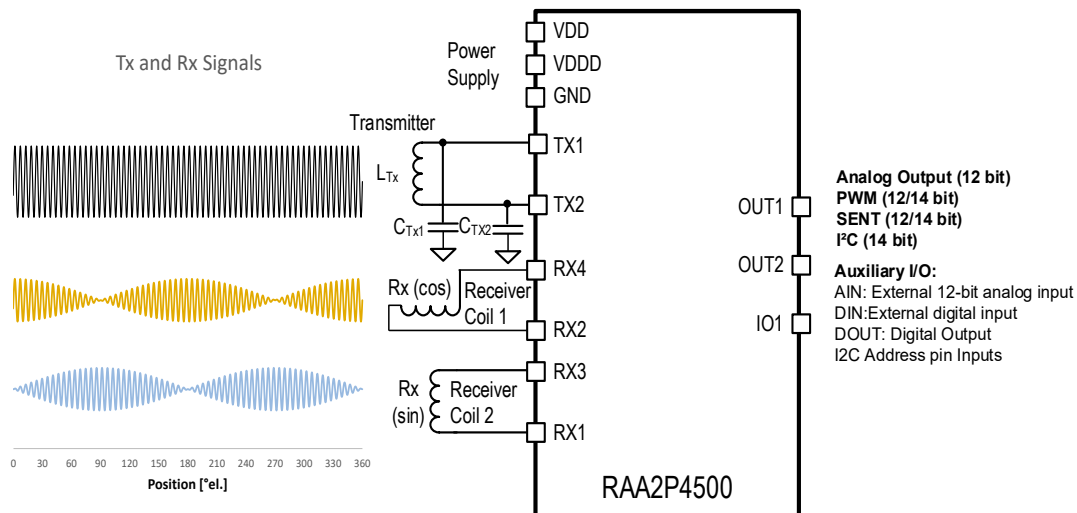 Tx and Rx Signals
0 30 60 90 120 150 180 210 240 270 300 330 360
Position [°el.]
Power
Supply
VDD
VDDD
GND
Transmitter
TX1
LTx
TX2
CTx1
CTX2
RX4
Rx (cos)
Receiver
Coil 1
RX2
RX3
Rx
(sin)
Receiver
Coil 2
RX1
OUT1
OUT2
IO1
RAA2P4500
Analog Output (12 bit)
PWM (12/14 bit)
SENT (12/14 bit)
I²C (14 bit)
Auxiliary I/O:
AIN: External 12-bit analog input
DIN:External digital input
DOUT: Digital Output
I2C Address pin Inputs